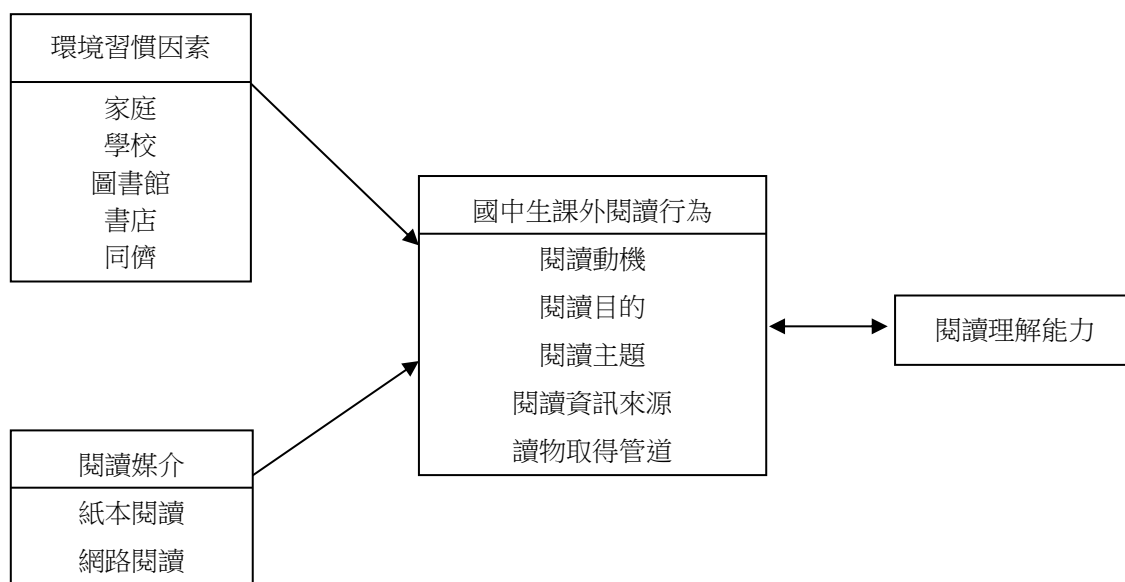 環境習慣因素
家庭
學校
圖書館
書店
同儕
國中生課外閱讀行為
閱讀動機
閱讀目的
閱讀主題
閱讀資訊來源
讀物取得管道
閱讀理解能力
閱讀媒介
紙本閱讀
網路閱讀